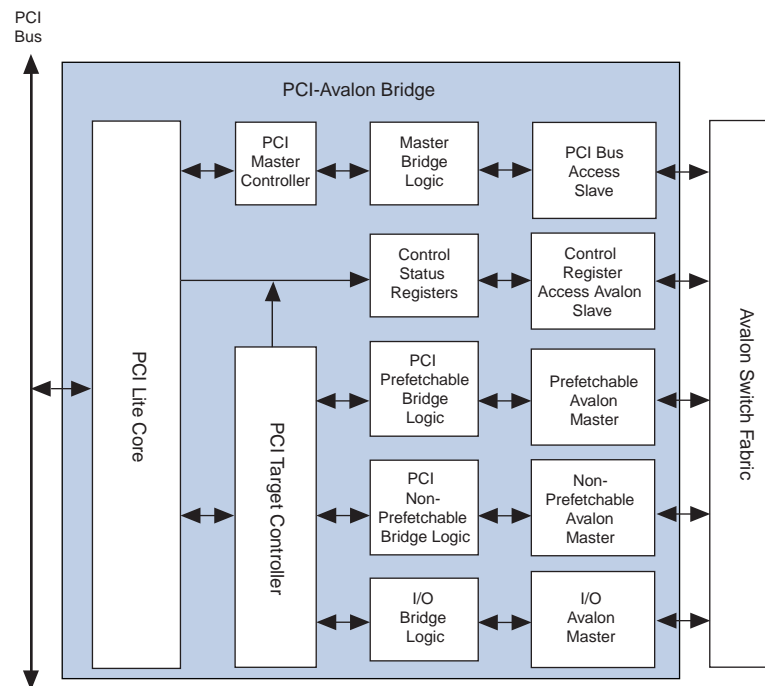 PCI
Bus
PCI-Avalon Bridge
PCI
Master
Controller
Master
Bridge
Logic
PCI Bus
Access
Slave
Control
Status
Registers
Control
Register
Access Avalon
Slave
PCI Lite Core
PCI Target Controller
PCI
Prefetchable
Bridge
Logic
Prefetchable
Avalon
Master
Avalon Switch Fabric
PCI
Non-
Prefetchable
Bridge Logic
Non-
Prefetchable
Avalon
Master
I/O
Bridge
Logic
I/O
Avalon
Master